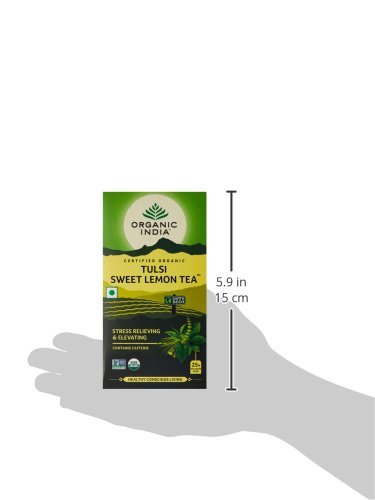 ORGANIC
INDIA
CERTIFIED ORGANIC
TULSI
SWEET LEMON TEA™
STRESS RELIEVING
& ELEVATING
CONTAINS CAFFEINE
25
HEALTHY CONSCIOUS LIVING
5.9 in
15 cm